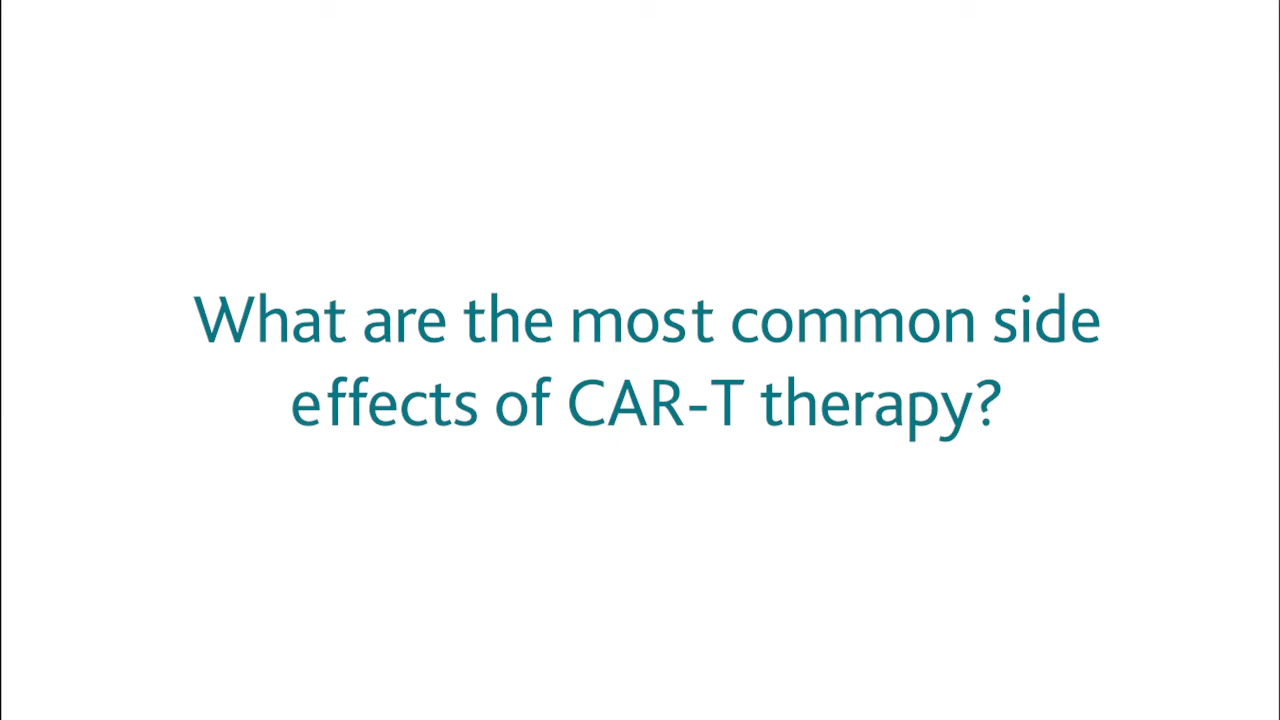 What are the most common side
effects of CAR-T therapy?